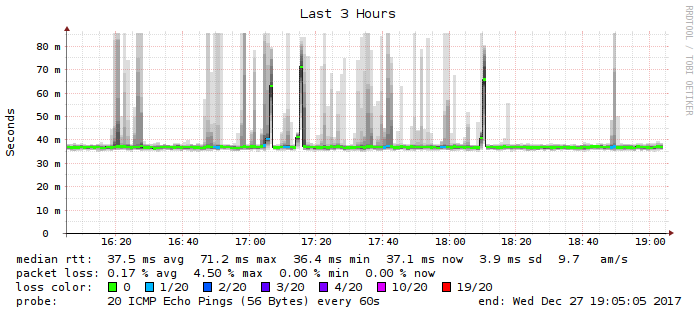 Last 3 Hours
RRDTOOL / TOBI OETIKER
Seconds
80 m
70 m
60 m
50 m
40 m
30 m
20 m
10 m
0
16:20 16:40 17:00 17:20 17:40 18:00 18:20 18:40 19:00
median rtt: 37.5 ms avg 71.2 ms max 36.4 ms min 37.1 ms now 3.9 ms sd 9.7 am/s
packet loss: 0.17 % avg 4.50 % max 0.00 % min 0.00 % now
loss color: 0 1/20 2/20 3/20 4/20 10/20 19/20
probe: 20 ICMP Echo Pings (56 Bytes) every 60s end: Wed Dec 27 19:05:05 2017